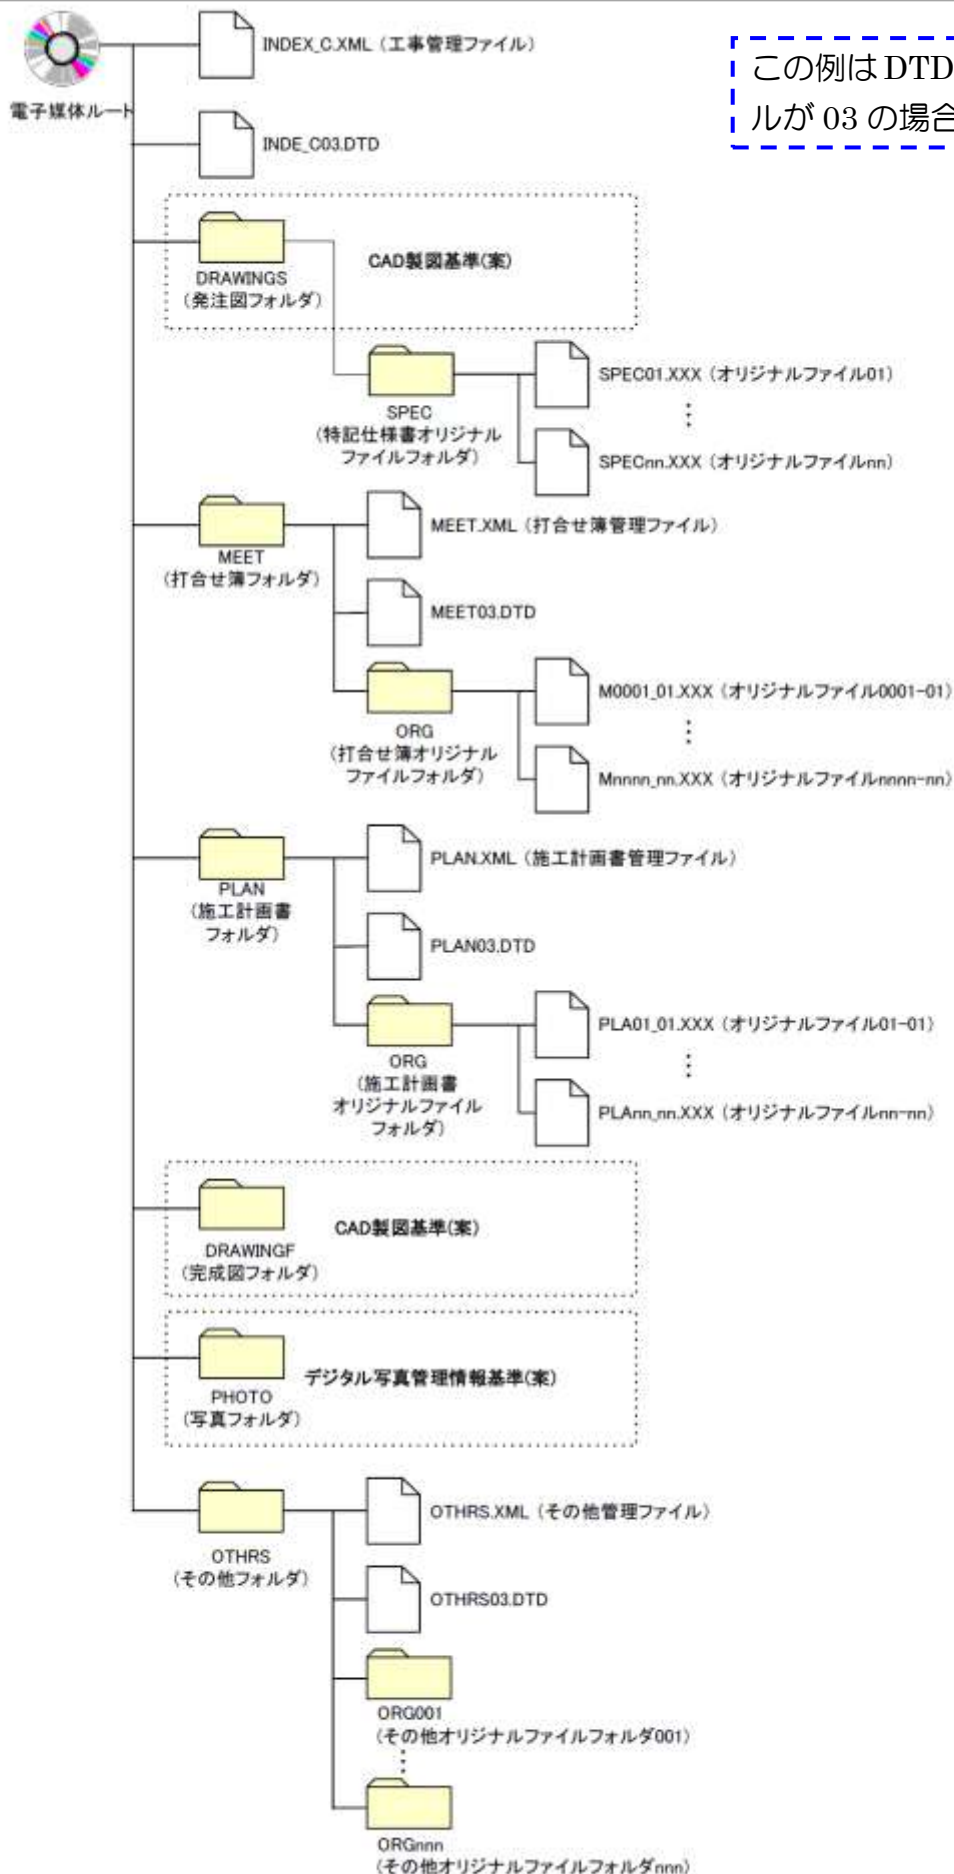 INDEX_C.XML (工事管理ファイル)
この例は DTD
ルが 03 の場合
電子媒体ルート
INDE_C03.DTD
CAD製図基準(案)
DRAWINGS
(発注図フォルダ)
SPEC01.XXX (オリジナルファイル01)
SPEC
(特記仕様書オリジナル
ファイルフォルダ)
SPECnn.XXX (オリジナルファイルnn)
MEET.XML (打合せ簿管理ファイル)
MEET
(打合せ簿フォルダ)
MEET03.DTD
M0001_01.XXX (オリジナルファイル0001-01)
ORG
(打合せ簿オリジナル
ファイルフォルダ)
Mnnnn_nn.XXX (オリジナルファイルnnnn-nn)
PLAN.XML (施工計画書管理ファイル)
PLAN
(施工計画書
フォルダ)
PLAN03.DTD
PLA01_01.XXX (オリジナルファイル01-01)
ORG
(施工計画書
オリジナルファイル
フォルダ)
PLAnn_nn.XXX (オリジナルファイルnn-nn)
CAD製図基準(案)
DRAWINGF
(完成図フォルダ)
デジタル写真管理情報基準(案)
PHOTO
(写真フォルダ)
OTHRS.XML (その他管理ファイル)
OTHRS
(その他フォルダ)
OTHRS03.DTD
ORG001
(その他オリジナルファイルフォルダ001)
ORGnnn
(その他オリジナルファイルフォルダnnn)